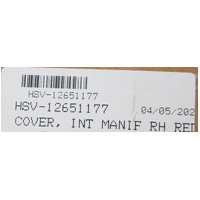 HSV-12651177
HSV-12651177 04/05/202
COVER, INT MANIF RH RED